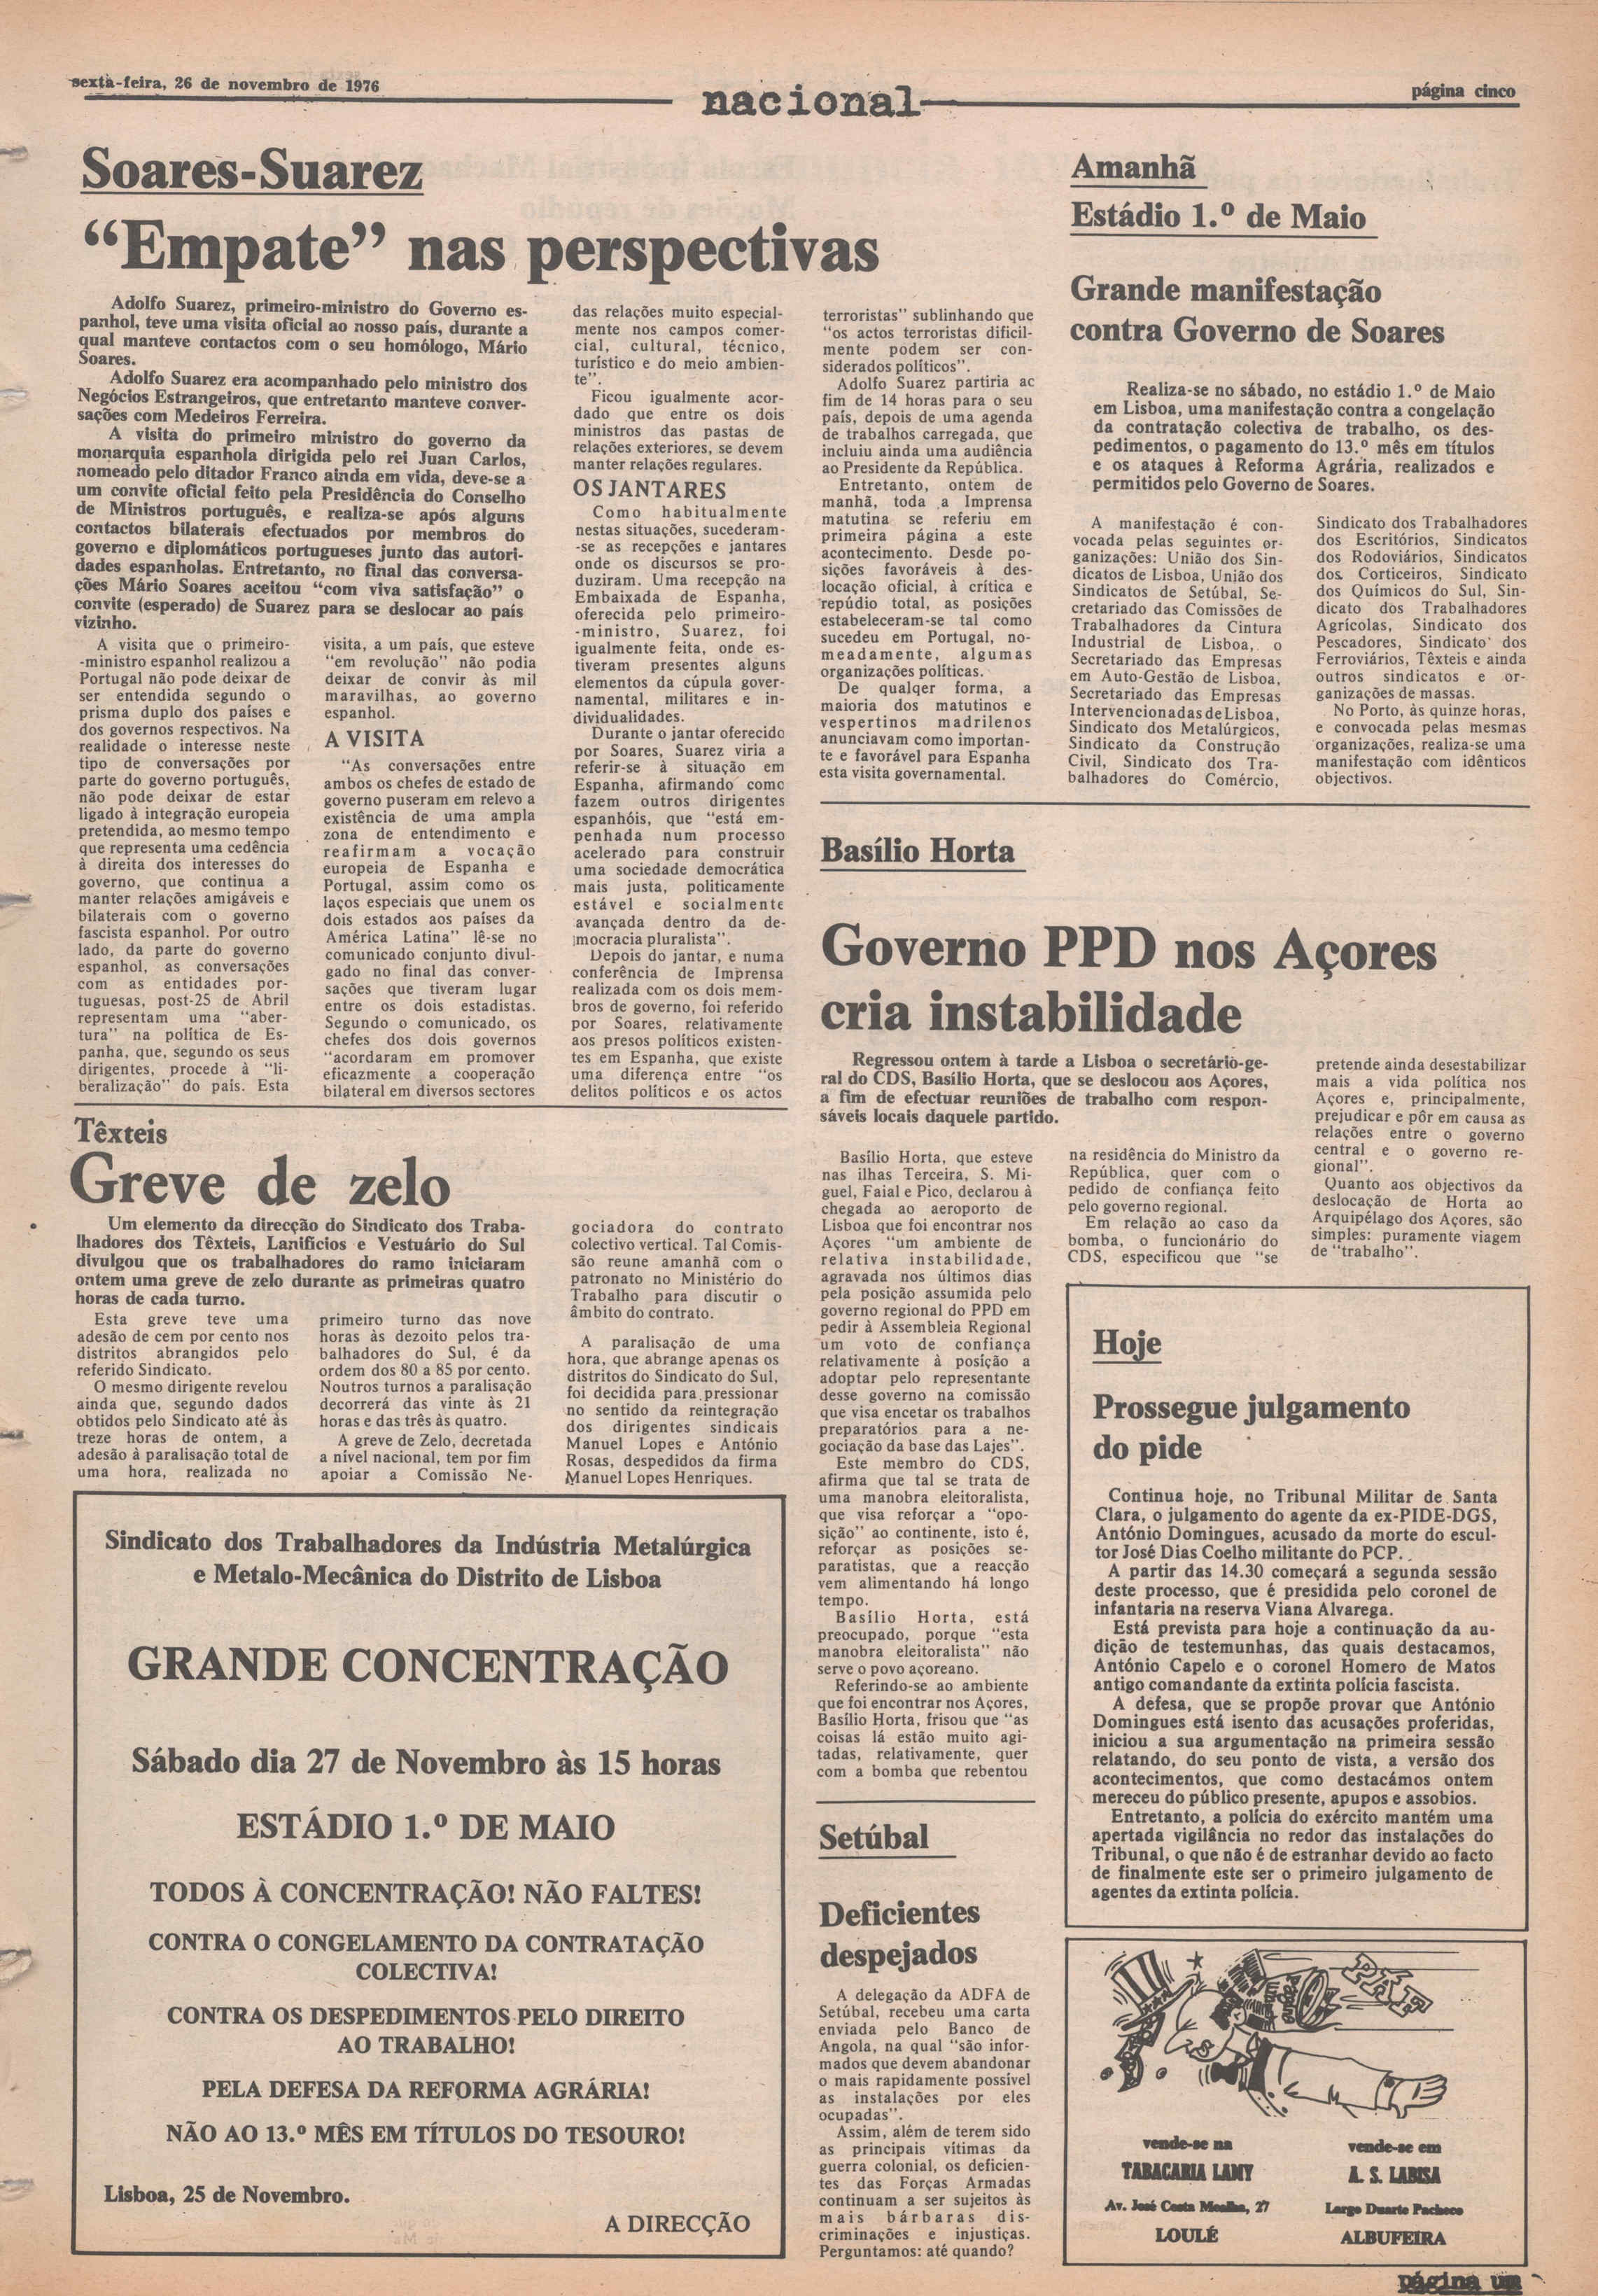 sexta-feira, 26 de novembro de 1976
nacional
página cinco
Soares-Suarez
“Empate” nas perspectivas
Adolfo Suarez, primeiro-ministro do Governo es-
panhol, teve uma visita oficial ao nosso país, durante a
qual manteve contactos com o seu homólogo, Mário
Soares.
Adolfo Suarez era acompanhado pelo ministro dos
Negócios Estrangeiros, que entretanto manteve conver-
sações com Medeiros Ferreira.
A visita do primeiro ministro do governo da
monarquia espanhola dirigida pelo rei Juan Carlos,
nomeado pelo ditador Franco ainda em vida, deve-se a
um convite oficial feito pela Presidência do Conselho
de Ministros português, e realiza-se após alguns
contactos bilaterais efectuados por membros do
governo e diplomáticos portugueses junto das autori-
dades espanholas. Entretanto, no final das conversa-
ções Mário Soares aceitou “com viva satisfação” o
convite (esperado) de Suarez para se deslocar ao país
vizinho.
A visita que o primeiro-
-ministro espanhol realizou a
Portugal não pode deixar de
ser entendida segundo o
prisma duplo dos países e
dos governos respectivos. Na
realidade o interesse neste
tipo de conversações por
parte do governo português,
não pode deixar de estar
ligado à integração europeia
pretendida, ao mesmo tempo
que representa uma cedência
à direita dos interesses do
governo, que continua a
manter relações amigáveis e
bilaterais com o governo
fascista espanhol. Por outro
lado, da parte do governo
espanhol, as conversações
com as entidades por-
tuguesas, post-25 de Abril
representam uma “aber-
tura” na política de Es-
panha, que, segundo os seus
dirigentes, procede à “li-
beralização” do país. Esta
visita, a um país, que esteve
“em revolução” não podia
deixar de convir às mil
maravilhas, ao governo
espanhol.
A VISITA
“As conversações entre
ambos os chefes de estado de
governo puseram em relevo a
existência de uma ampla
zona de entendimento e
reafirmam a vocação
europeia de Espanha e
Portugal, assim como os
laços especiais que unem os
dois estados aos países da
América Latina” lê-se no
comunicado conjunto divul-
gado no final das conver-
sações que tiveram lugar
entre os dois estadistas.
Segundo o comunicado, os
chefes dos dois governos
“acordaram em promover
eficazmente a cooperação
bilateral em diversos sectores
das relações muito especial-
mente nos campos comer-
cial, cultural, técnico,
turístico e do meio ambien-
te”.
Ficou igualmente acor-
dado que entre os dois
ministros das pastas de
relações exteriores, se devem
manter relações regulares.
OS JANTARES
Como habitualmente
nestas situações, sucederam-
-se as recepções e jantares
onde os discursos se pro-
duziram. Uma recepção na
Embaixada de Espanha,
oferecida pelo primeiro-
-ministro, Suarez, foi
igualmente feita, onde es-
tiveram presentes alguns
elementos da cúpula gover-
namental, militares e in-
dividualidades.
Durante o jantar oferecido
por Soares, Suarez viria a
referir-se à situação em
Espanha, afirmando como
fazem outros dirigentes
espanhóis, que “está em-
penhada num processo
acelerado para construir
uma sociedade democrática
mais justa, politicamente
estável e socialmente
avançada dentro da de-
mocracia pluralista”.
Depois do jantar, e numa
conferência de Imprensa
realizada com os dois mem-
bros de governo, foi referido
por Soares, relativamente
aos presos políticos existen-
tes em Espanha, que existe
uma diferença entre “os
delitos políticos e os actos
terroristas” sublinhando que
“os actos terroristas dificil-
mente podem ser con-
siderados políticos”.
Adolfo Suarez partiria ac
fim de 14 horas para o seu
país, depois de uma agenda
de trabalhos carregada, que
incluiu ainda uma audiência
ao Presidente da República.
Entretanto, ontem de
manhã, toda a Imprensa
matutina se referiu em
primeira página a este
acontecimento. Desde po-
sições favoráveis à des-
locação oficial, à crítica e
repúdio total, as posições
estabeleceram-se tal como
sucedeu em Portugal, no-
meadamente, algumas
organizações políticas.
De qualqer forma, a
maioria dos matutinos e
vespertinos madrilenos
anunciavam como importan-
te e favorável para Espanha
esta visita governamental.
Amanhã
Estádio 1.º de Maio
Grande manifestação
contra Governo de Soares
Realiza-se no sábado, no estádio 1.º de Maio
em Lisboa, uma manifestação contra a congelação
da contratação colectiva de trabalho, os des-
pedimentos, o pagamento do 13.º mês em títulos
e os ataques à Reforma Agrária, realizados e
permitidos pelo Governo de Soares.
A manifestação é con-
vocada pelas seguintes or-
ganizações: União dos Sin-
dicatos de Lisboa, União dos
Sindicatos de Setúbal, Se-
cretariado das Comissões de
Trabalhadores da Cintura
Industrial de Lisboa, o
Secretariado das Empresas
em Auto-Gestão de Lisboa,
Secretariado das Empresas
Intervencionadas de Lisboa,
Sindicato dos Metalúrgicos,
Sindicato da Construção
Civil, Sindicato dos Tra-
balhadores do Comércio,
Sindicato dos Trabalhadores
dos Escritórios, Sindicatos
dos Rodoviários, Sindicatos
dos Corticeiros, Sindicato
dos Químicos do Sul, Sin-
dicato dos Trabalhadores
Agrícolas, Sindicato dos
Pescadores, Sindicato dos
Ferroviários, Têxteis e ainda
outros sindicatos e or-
ganizações de massas.
No Porto, às quinze horas,
e convocada pelas mesmas
organizações, realiza-se uma
manifestação com idênticos
objectivos.
Basílio Horta
Governo PPD nos Açores
cria instabilidade
Regressou ontem à tarde a Lisboa o secretário-ge-
ral do CDS, Basílio Horta, que se deslocou aos Açores,
a fim de efectuar reuniões de trabalho com respon-
sáveis locais daquele partido.
Basílio Horta, que esteve
nas ilhas Terceira, S. Mi-
guel, Faial e Pico, declarou à
chegada ao aeroporto de
Lisboa que foi encontrar nos
Açores “um ambiente de
relativa instabilidade,
agravada nos últimos dias
pela posição assumida pelo
governo regional do PPD em
pedir à Assembleia Regional
um voto de confiança
relativamente à posição a
adoptar pelo representante
desse governo na comissão
que visa encetar os trabalhos
preparatórios para a ne-
gociação da base das Lajes”.
Este membro do CDS,
afirma que tal se trata de
uma manobra eleitoralista,
que visa reforçar a “opo-
sição” ao continente, isto é,
reforçar as posições se-
paratistas, que a reacção
vem alimentando há longo
tempo.
Basílio Horta, está
preocupado, porque “esta
manobra eleitoralista” não
serve o povo açoreano.
Referindo-se ao ambiente
que foi encontrar nos Açores,
Basílio Horta, frisou que “as
coisas lá estão muito agi-
tadas, relativamente, quer
com a bomba que rebentou
na residência do Ministro da
República, quer com o
pedido de confiança feito
pelo governo regional.
Em relação ao caso da
bomba, o funcionário do
CDS, especificou que “se
pretende ainda desestabilizar
mais a vida política nos
Açores e, principalmente,
prejudicar e pôr em causa as
relações entre o governo
central e o governo re-
gional”.
Quanto aos objectivos da
deslocação de Horta ao
Arquipélago dos Açores, são
simples: puramente viagem
de “trabalho”.
Têxteis
Greve de zelo
Um elemento da direcção do Sindicato dos Traba-
lhadores dos Têxteis, Lanifícios e Vestuário do Sul
divulgou que os trabalhadores do ramo iniciaram
ontem uma greve de zelo durante as primeiras quatro
horas de cada turno.
Esta greve teve uma
adesão de cem por cento nos
distritos abrangidos pelo
referido Sindicato.
O mesmo dirigente revelou
ainda que, segundo dados
obtidos pelo Sindicato até às
treze horas de ontem, a
adesão à paralisação total de
uma hora, realizada no
primeiro turno das nove
horas às dezoito pelos tra-
balhadores do Sul, é da
ordem dos 80 a 85 por cento.
Noutros turnos a paralisação
decorrerá das vinte às 21
horas e das três às quatro.
A greve de Zelo, decretada
a nível nacional, tem por fim
apoiar a Comissão Ne-
gociadora do contrato
colectivo vertical. Tal Comis-
são reune amanhã com o
patronato no Ministério do
Trabalho para discutir o
âmbito do contrato.
A paralisação de uma
hora, que abrange apenas os
distritos do Sindicato do Sul,
foi decidida para pressionar
no sentido da reintegração
dos dirigentes sindicais
Manuel Lopes e António
Rosas, despedidos da firma
Manuel Lopes Henriques.
Sindicato dos Trabalhadores da Indústria Metalúrgica
e Metalo-Mecânica do Distrito de Lisboa
GRANDE CONCENTRAÇÃO
Sábado dia 27 de Novembro às 15 horas
ESTÁDIO 1.º DE MAIO
TODOS À CONCENTRAÇÃO! NÃO FALTES!
CONTRA O CONGELAMENTO DA CONTRATAÇÃO
COLECTIVA!
CONTRA OS DESPEDIMENTOS PELO DIREITO
AO TRABALHO!
PELA DEFESA DA REFORMA AGRÁRIA!
NÃO AO 13.º MÊS EM TÍTULOS DO TESOURO!
Lisboa, 25 de Novembro.
A DIRECÇÃO
Setúbal
Deficientes
despejados
A delegação da ADFA de
Setúbal, recebeu uma carta
enviada pelo Banco de
Angola, na qual “são infor-
mados que devem abandonar
o mais rapidamente possível
as instalações por eles
ocupadas”.
Assim, além de terem sido
as principais vítimas da
guerra colonial, os deficien-
tes das Forças Armadas
continuam a ser sujeitos às
mais bárbaras dis-
criminações e injustiças.
Perguntamos: até quando?
Hoje
Prossegue julgamento
do pide
Continua hoje, no Tribunal Militar de Santa
Clara, o julgamento do agente da ex-PIDE-DGS,
António Domingues, acusado da morte do escul-
tor José Dias Coelho militante do PCP.
A partir das 14.30 começará a segunda sessão
deste processo, que é presidida pelo coronel de
infantaria na reserva Viana Alvarega.
Está prevista para hoje a continuação da au-
dição de testemunhas, das quais destacamos,
António Capelo e o coronel Homero de Matos
antigo comandante da extinta polícia fascista.
A defesa, que se propõe provar que António
Domingues está isento das acusações proferidas,
iniciou a sua argumentação na primeira sessão
relatando, do seu ponto de vista, a versão dos
acontecimentos, que como destacámos ontem
mereceu do público presente, apupos e assobios.
Entretanto, a polícia do exército mantém uma
apertada vigilância no redor das instalações do
Tribunal, o que não é de estranhar devido ao facto
de finalmente este ser o primeiro julgamento de
agentes da extinta polícia.
PAF
página
um
vende-se na
TABACARIA LAMY
Av. José Costa Mealha, 27
LOULÉ
vende-se em
A. S. LABISA
Largo Duarte Pacheco
ALBUFEIRA
página um